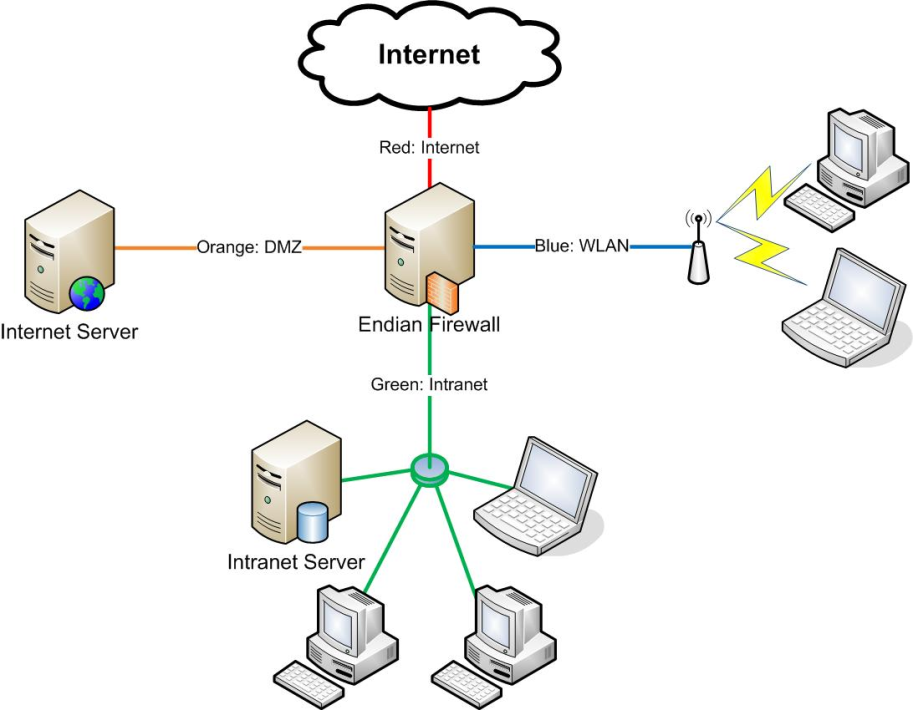 Internet
Red: Internet
Orange: DMZ
Blue: WLAN
Internet Server
Endian Firewall
Green: Intranet
Intranet Server